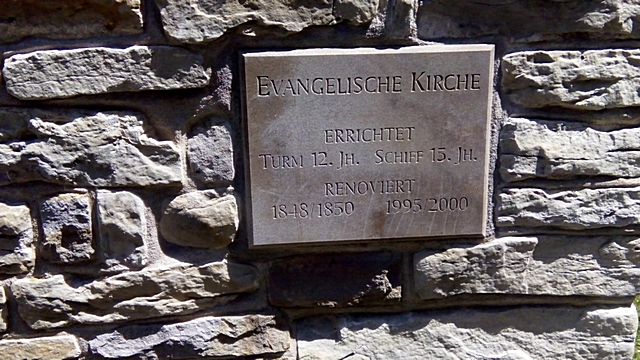 EVANGELISCHE KIRCHE
ERRICHTET
TURM 12. JH. SCHIFF 15. JH.
RENOVIERT
1848/1850 1995/2000